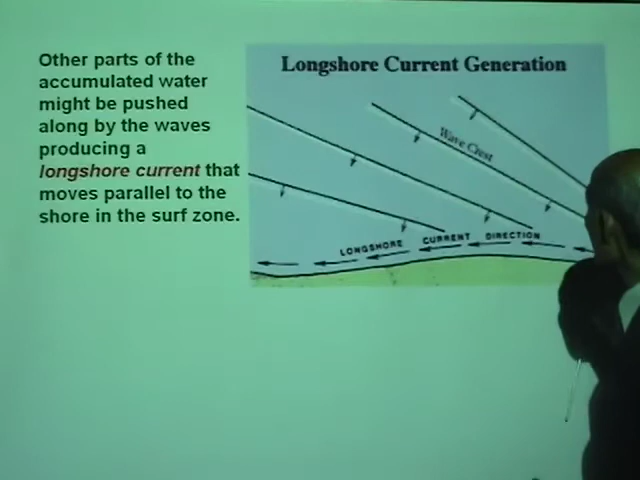 Other parts of the
accumulated water
might be pushed
along by the waves
producing a
longshore current that
moves parallel to the
shore in the surf zone.
Longshore Current Generation
Wave Crest
LONGSHORE CURRENT DIRECTION